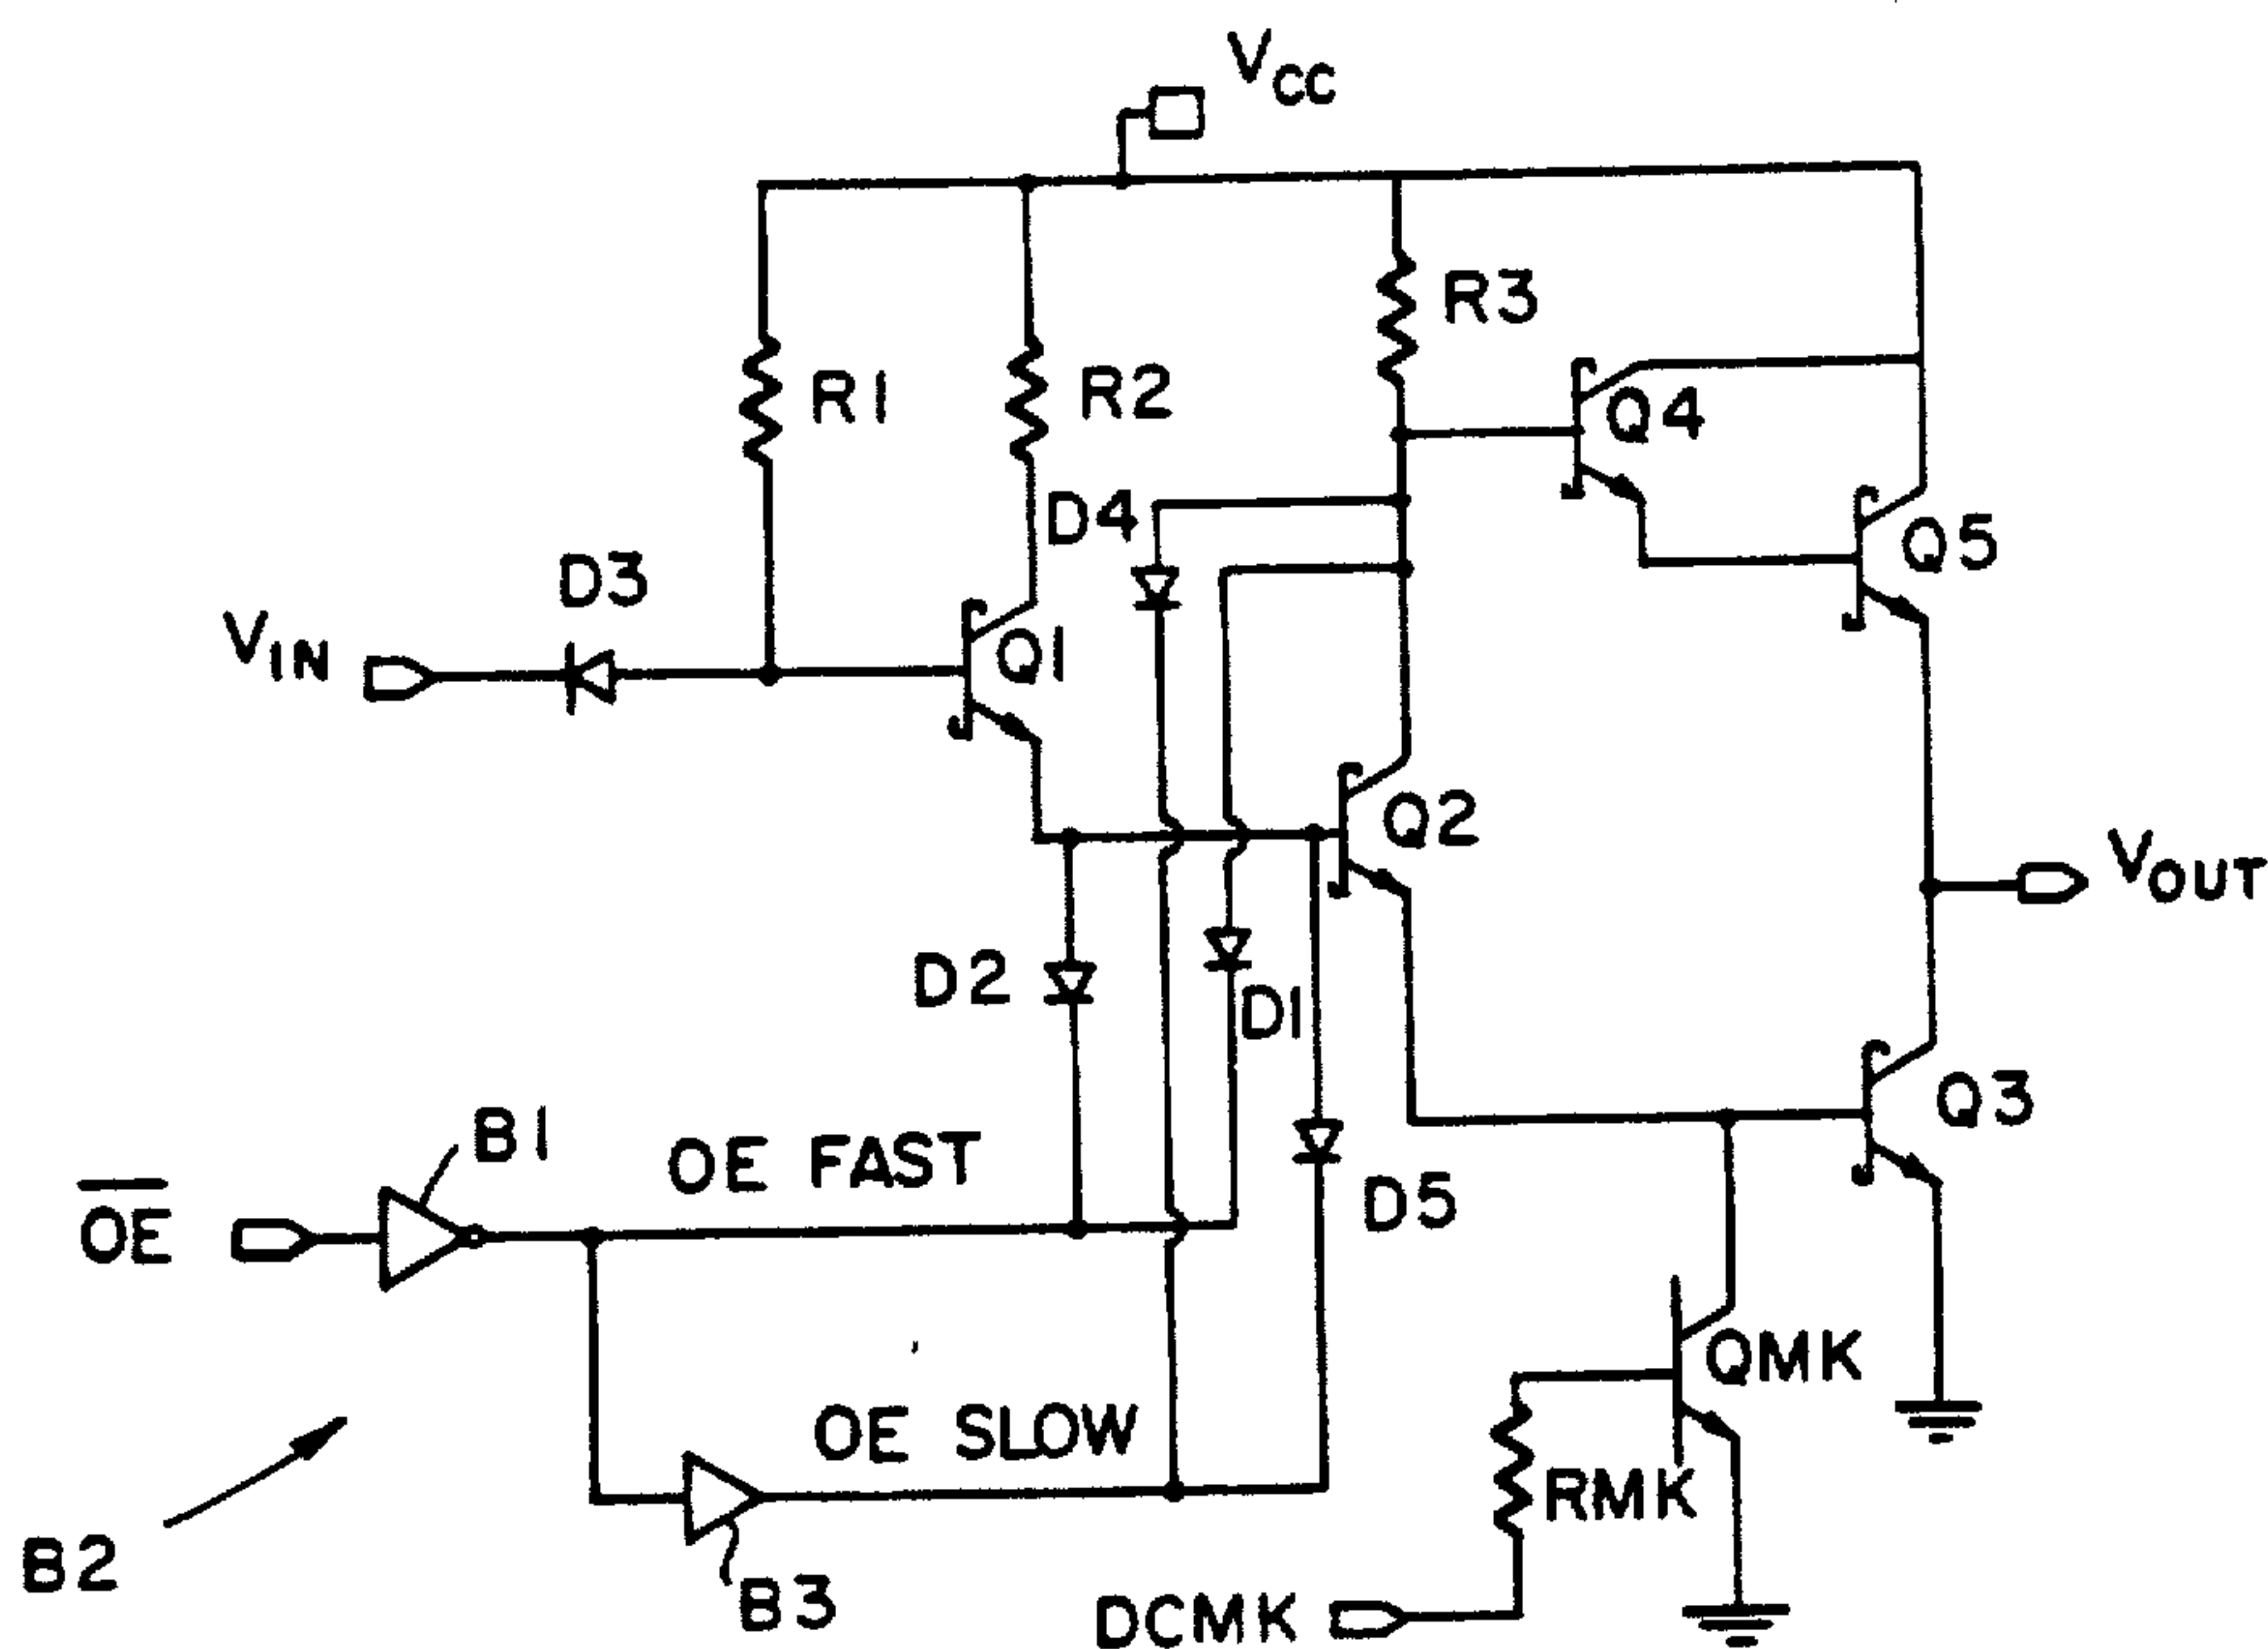 VCC
R3
R1
R2
Q4
D4
Q5
D3
VIN
Q1
Q2
VOUT
D2
D1
Q3
B1
OE FAST
D5
OE
QMK
OE SLOW
RMK
B2
B3
DCMK